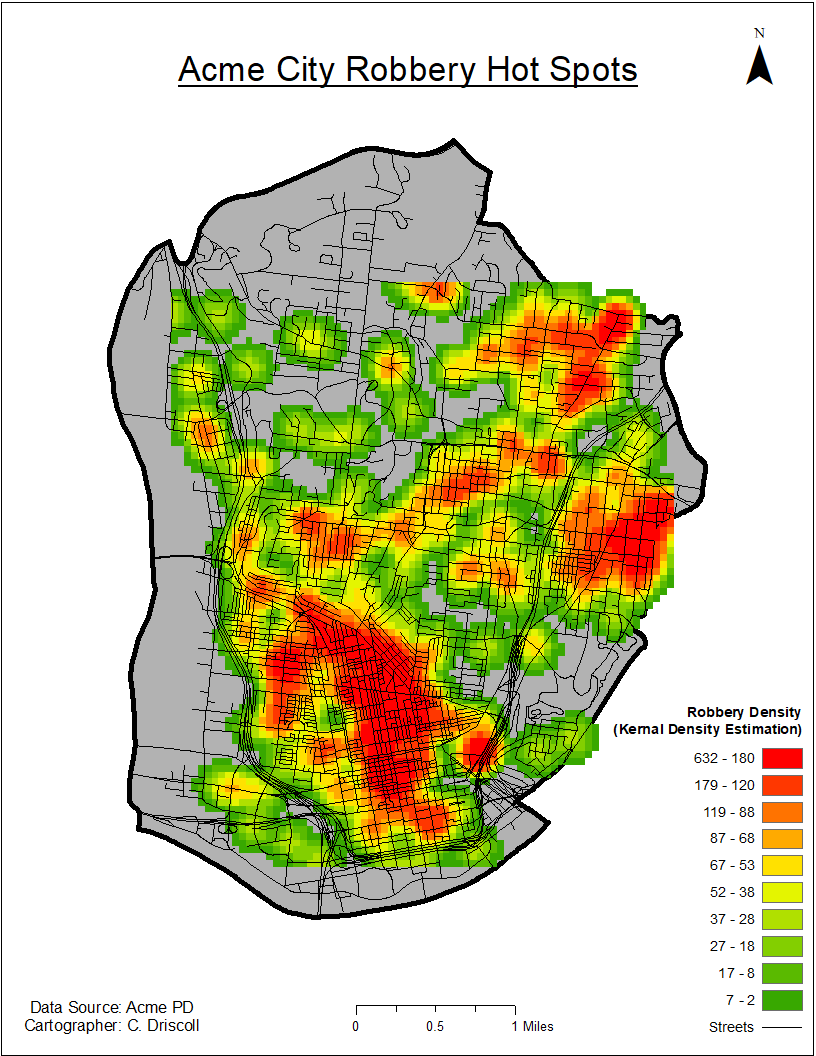 N
Acme City Robbery Hot Spots
Robbery Density
(Kernal Density Estimation)
632 - 180
179 - 120
119 - 88
87 - 68
67 - 53
52 - 38
37 - 28
27 - 18
17 - 8
7 - 2
Streets
Data Source: Acme PD
Cartographer: C. Driscoll
0 0.5 1 Miles